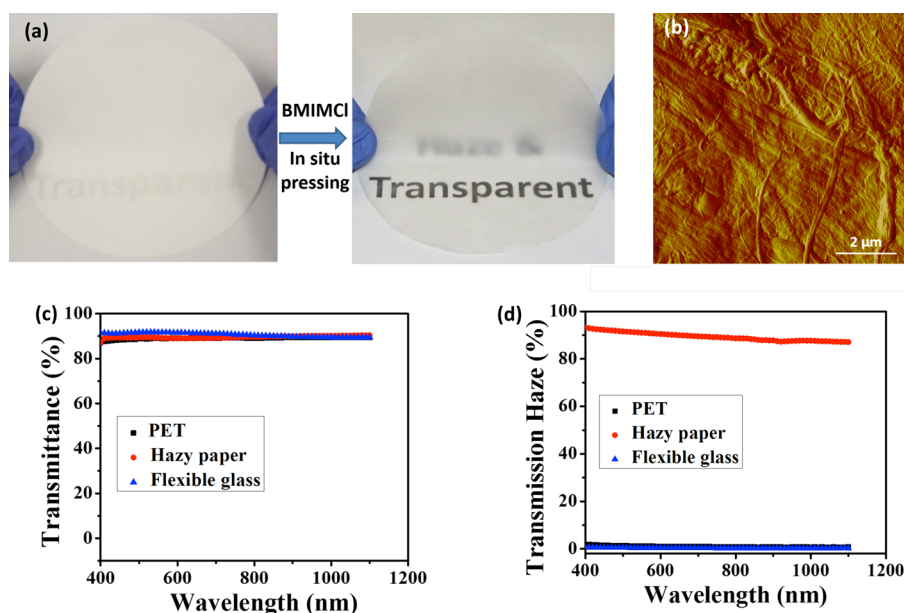 (a)
Transparent
BMIMCl
In situ
pressing
Haze &
Transparent
(b)
2 µm
(c)
100
80
60
40
20
0
Transmittance (%)
PET
Hazy paper
Flexible glass
400
600
800
1000
1200
Wavelength (nm)
(d)
100
80
60
40
20
0
Transmission Haze (%)
PET
Hazy paper
Flexible glass
400
600
800
1000
1200
Wavelength (nm)